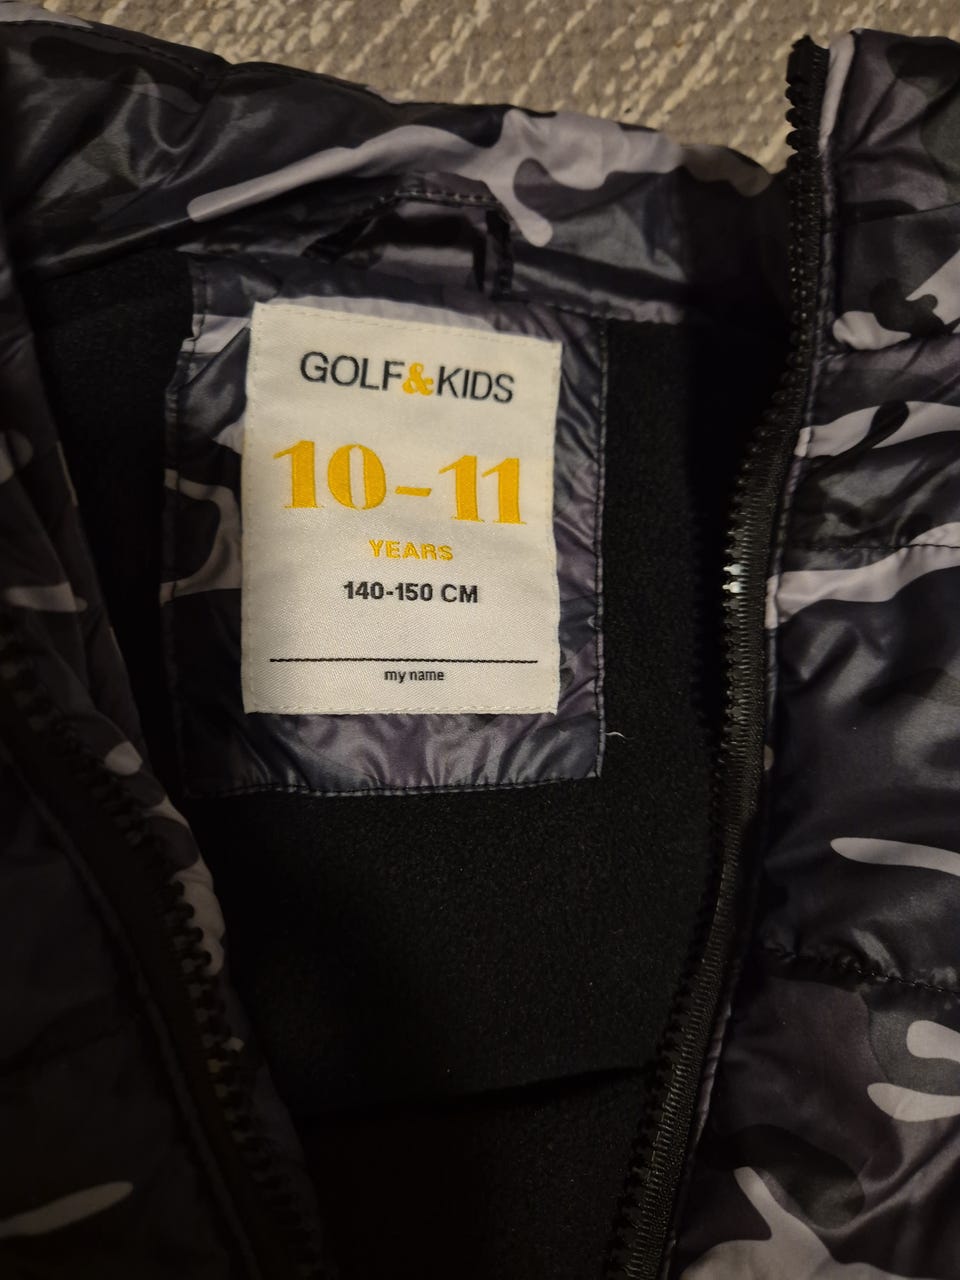 GOLF&KIDS
10-11
YEARS
140-150 CM
my name